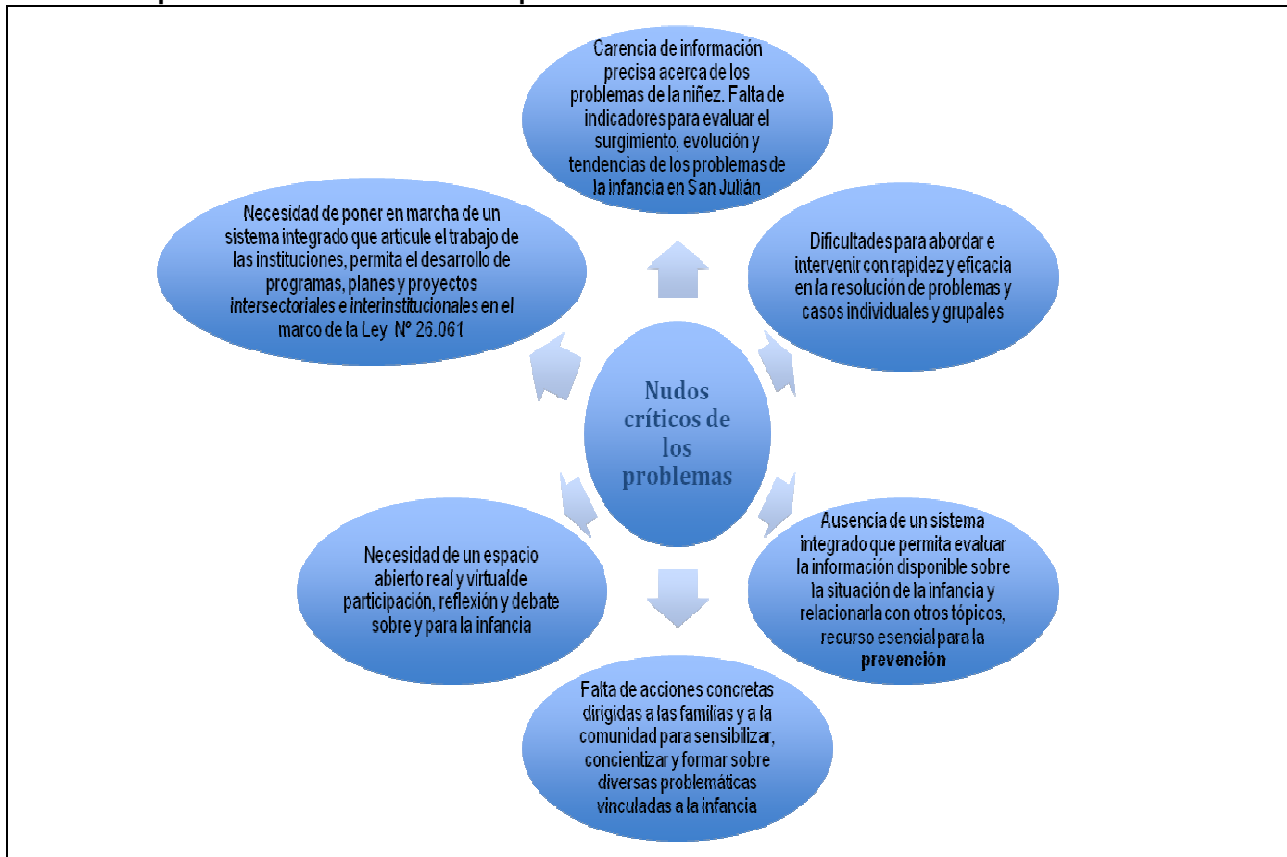 Carencia de información
precisa acerca de los
problemas de la niñez. Falta de
indicadores para evaluar el
surgimiento, evolución y
tendencias de los problemas de
la infancia en San Julián
Necesidad de poner en marcha de un
sistema integrado que articule el trabajo de
las instituciones, permita el desarrollo de
programas, planes y proyectos
intersectoriales e interinstitucionales en el
marco de la Ley Nº 26.061
Dificultades para abordar e
intervenir con rapidez y eficacia
en la resolución de problemas y
casos individuales y grupales
Nudos
críticos de
los
problemas
Necesidad de un espacio
abierto real y virtualde
participación, reflexión y debate
sobre y para la infancia
Ausencia de un sistema
integrado que permita evaluar
la información disponible sobre
la situación de la infancia y
relacionarla con otros tópicos,
recurso esencial para la
prevención
Falta de acciones concretas
dirigidas a las familias y a la
comunidad para sensibilizar,
concientizar y formar sobre
diversas problemáticas
vinculadas a la infancia